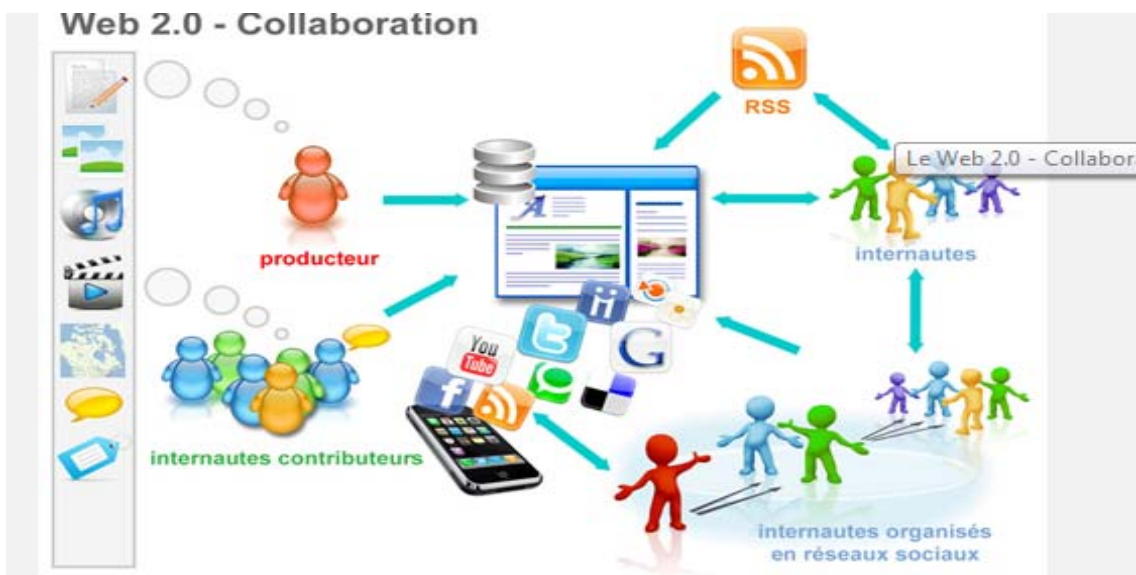 Web 2.0 - Collaboration
RSS
Le Web 2.0 - Collabor
producteur
internautes
You
Tube
internautes contributeurs
internautes organisés
en réseaux sociaux